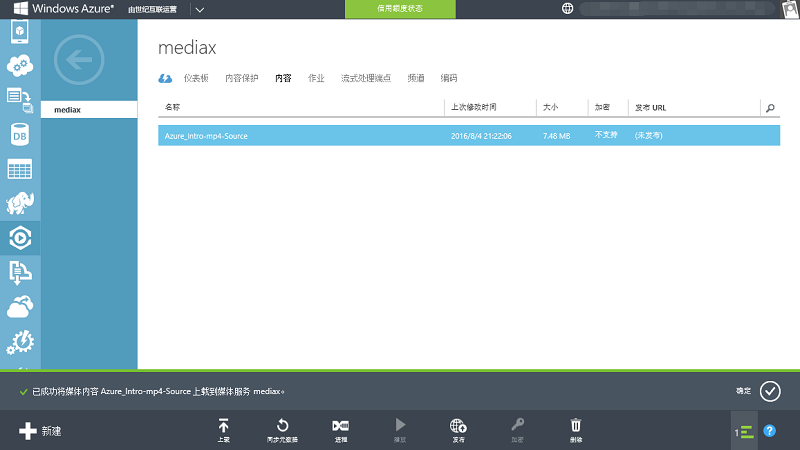 Windows Azure* 由世纪互联运营 信用额度状态
mediax
仪表板 内容保护 内容 作业 流式处理端点 频道 编码
mediax
名称 上次修改时间 大小 加密 发布 URL
Azure_Intro-mp4-Source 2016/8/4 21:22:06 7.48 MB 不支持 (未发布)
DB
已成功将媒体内容 Azure_Intro-mp4-Source 上载到媒体服务 mediax。 确定
新建 上载 同步元数据 进程 播放 发布 加密 删除 1 ?